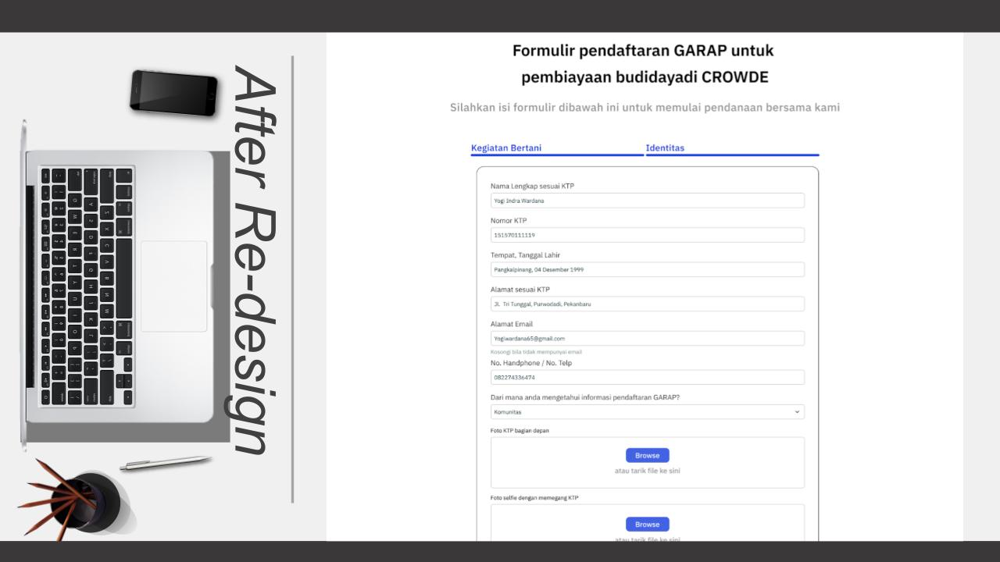 After Re-design
Formulir pendaftaran GARAP untuk
pembiayaan budidayadi CROWDE
Silahkan isi formulir dibawah ini untuk memulai pendanaan bersama kami
Kegiatan Bertani
Identitas
Nama Lengkap sesuai KTP
Yogi Indra Wardana
Nomor KTP
151570111119
Tempat, Tanggal Lahir
Pangkalpinang, 04 Desember 1999
Alamat sesuai KTP
JL. Tri Tunggal, Purwodadi, Pekanbaru
Alamat Email
Yogiwardana65@gmail.com
Kosongi bila tidak mempunyai email
No. Handphone / No. Telp
082274336474
Dari mana anda mengetahui informasi pendaftaran GARAP?
Komunitas
Foto KTP bagian depan
Browse
atau tarik file ke sini
Foto selfie dengan memegang KTP
Browse
atau tarik file ke sini